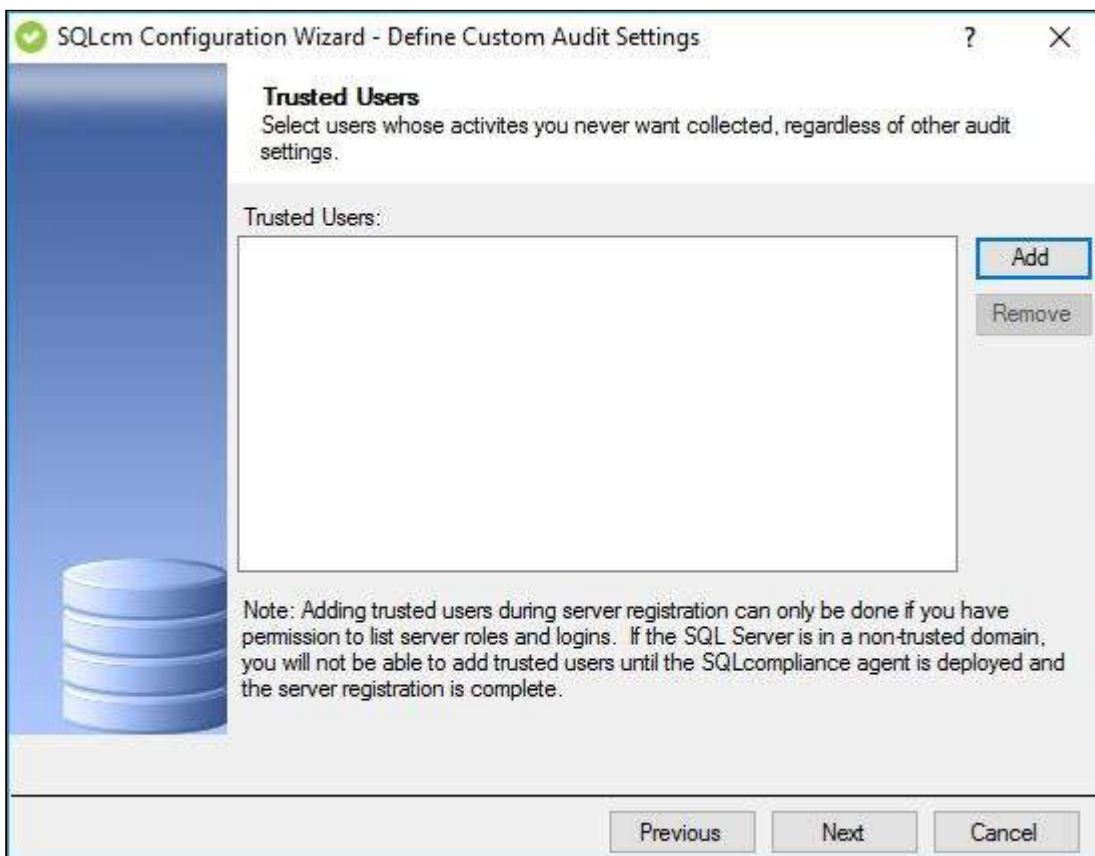 SQLcm Configuration Wizard - Define Custom Audit Settings
?
Trusted Users
Select users whose activites you never want collected, regardless of other audit
settings.
Trusted Users:
Add
Remove
Note: Adding trusted users during server registration can only be done if you have
permission to list server roles and logins.  If the SQL Server is in a non-trusted domain,
you will not be able to add trusted users until the SQLcompliance agent is deployed and
the server registration is complete.
Previous
Next
Cancel